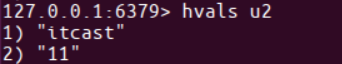 127.0.0.1:6379> hvals u2
1) "itcast"
2) "11"